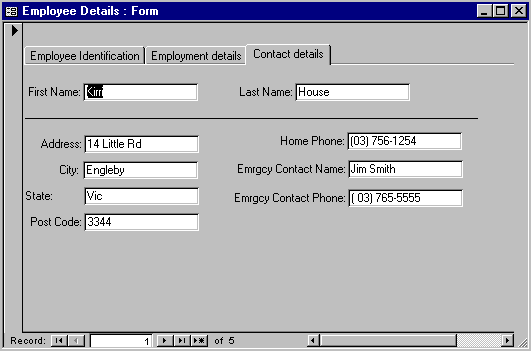 Employee Details : Form
Employee Identification Employment details Contact details
First Name: Kirri Last Name: House
Address: 14 Little Rd Home Phone: (03) 756-1254
City: Engleby Emrgcy Contact Name: Jim Smith
State: Vic Emrgcy Contact Phone: ( 03) 765-5555
Post Code: 3344
Record: 1 of 5